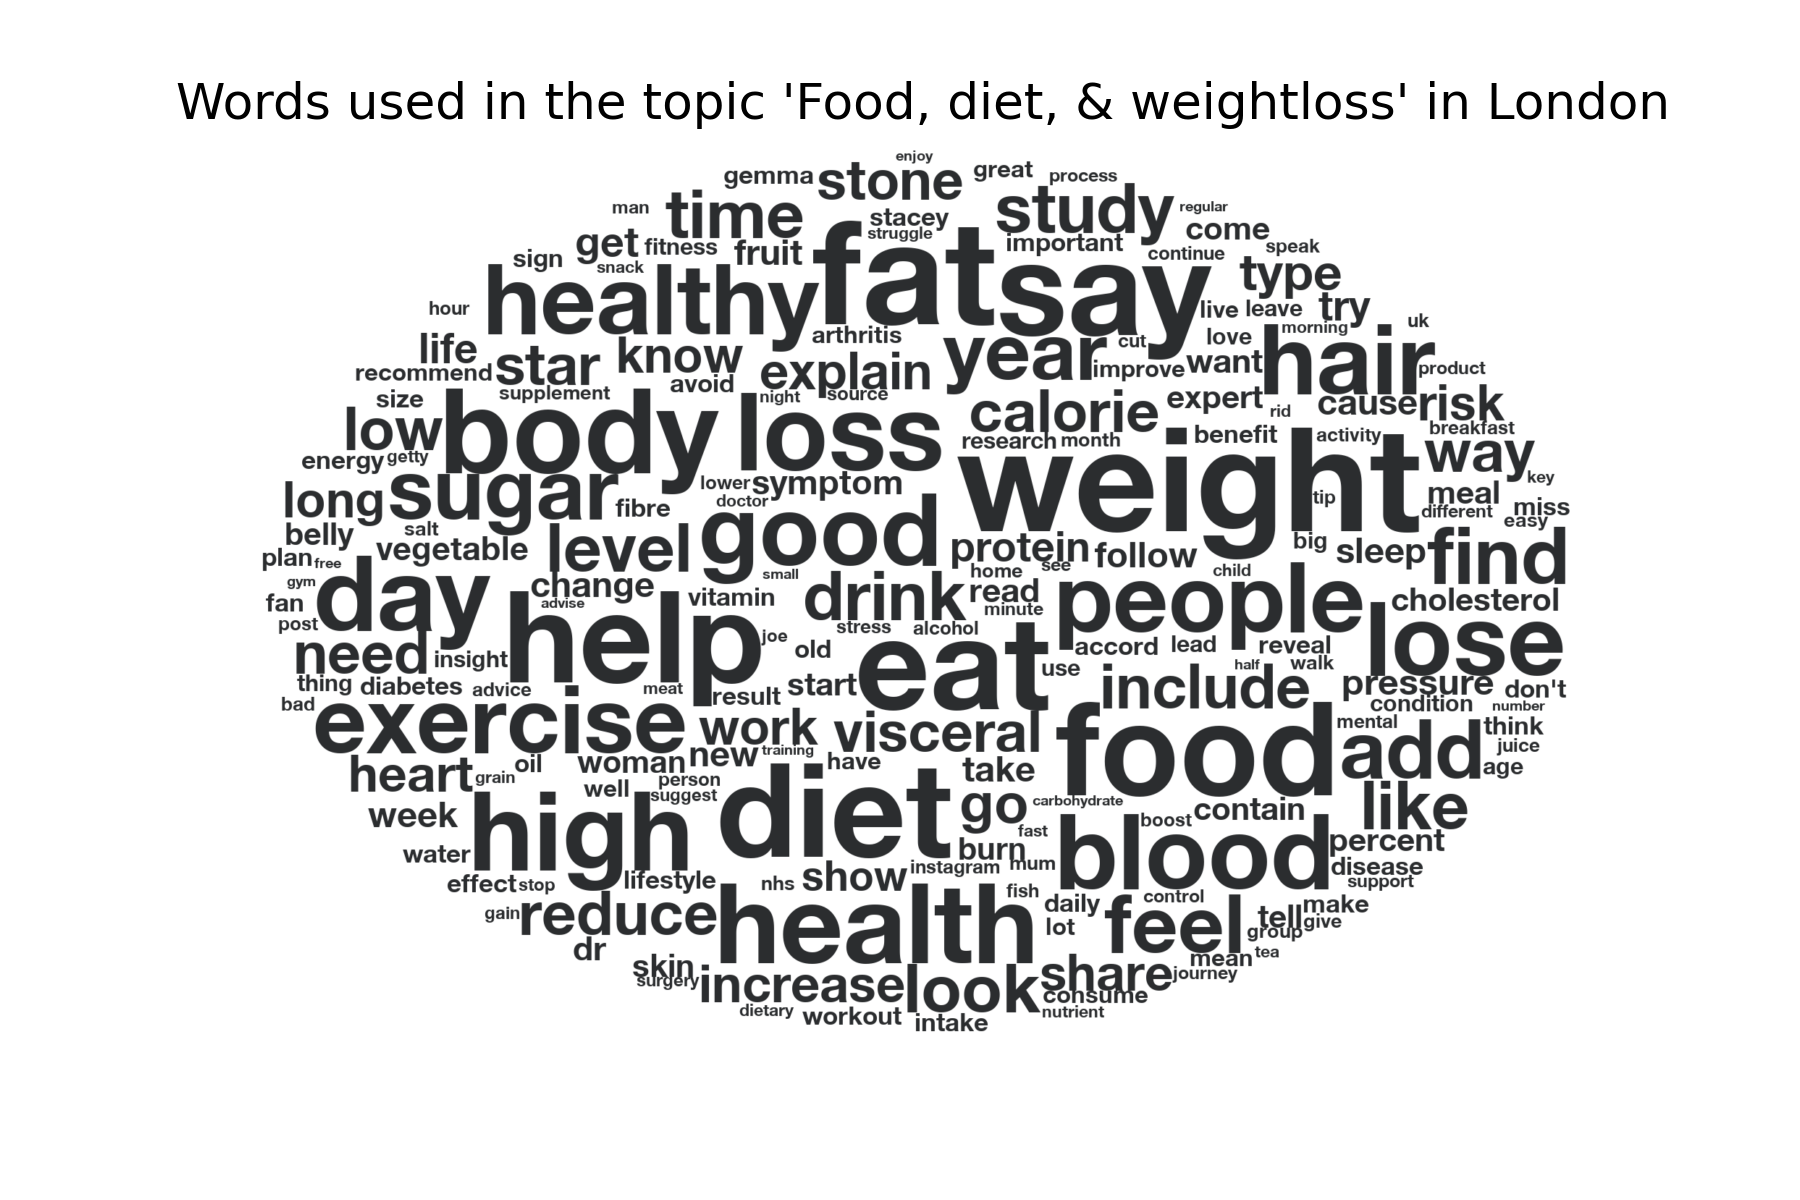 Words used in the topic 'Food, diet, & weightloss' in London
enjoy
gemma stone great process
man time stacey study regular
struggle come
get fitness fruit fat important speak
sign snack say continue type
healthy live leave try
hour arthritis love morning uk
life know year cut hair
recommend star avoid explain improve want product
size supplement night source calorie expert rid cause risk
low body loss research month benefit activity breakfast
energy getty weight way
long sugar lower symptom tip meal key
fibre doctor good different miss
belly salt easy
plan free vegetable level protein follow big sleep find
gym day change small home see child
fan advise vitamin drink read people cholesterol
post help minute lose
need joe stress alcohol
insight old eat accord lead reveal
thing diabetes advice meat result start use half walk pressure don't
bad include condition number
exercise work visceral food mental think
heart grain oil woman new training have add juice
person take age
week well suggest diet go carbohydrate contain like
high fast boost
water burn blood percent
effect stop lifestyle nhs show instagram mum disease
support
gain reduce health fish daily control make
lot feel tell give
dr group
skin mean tea
surgery increase look share journey
consume
dietary workout intake nutrient